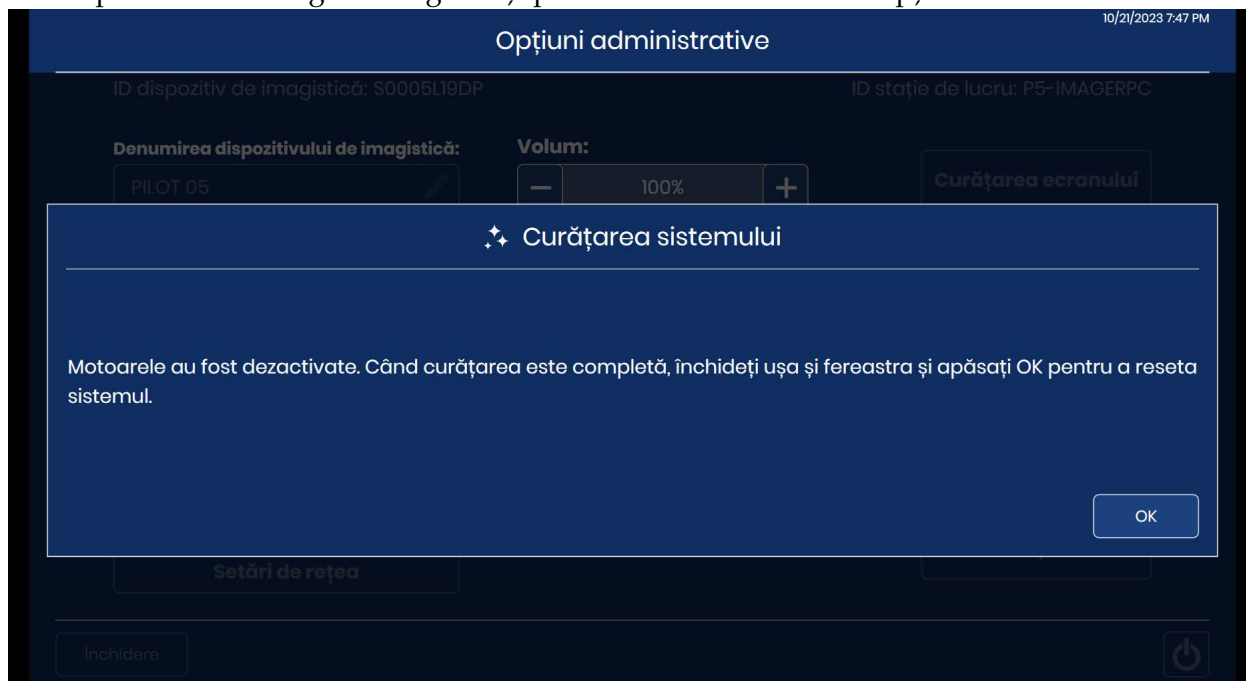 10/21/2023 7:47 PM
Opțiuni administrative
ID dispozitiv de imagistică: S0005L19DP
ID stație de lucru: P5-IMAGERPC
Denumirea dispozitivului de imagistică:
Volum:
PILOT 05
100%
Curățarea ecranului
Curățarea sistemului
Motoarele au fost dezactivate. Când curățarea este completă, închideți ușa și fereastra și apăsați OK pentru a reseta
sistemul.
OK
Setări de rețea
Închidere